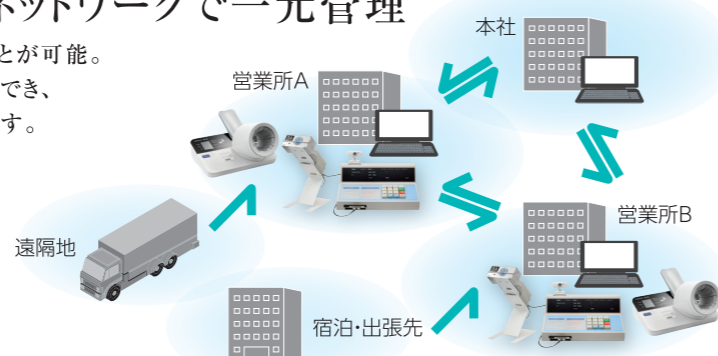 ネットワークで一元管理
とが可能。
でき、
す。
本社
営業所A
営業所B
遠隔地
宿泊・出張先